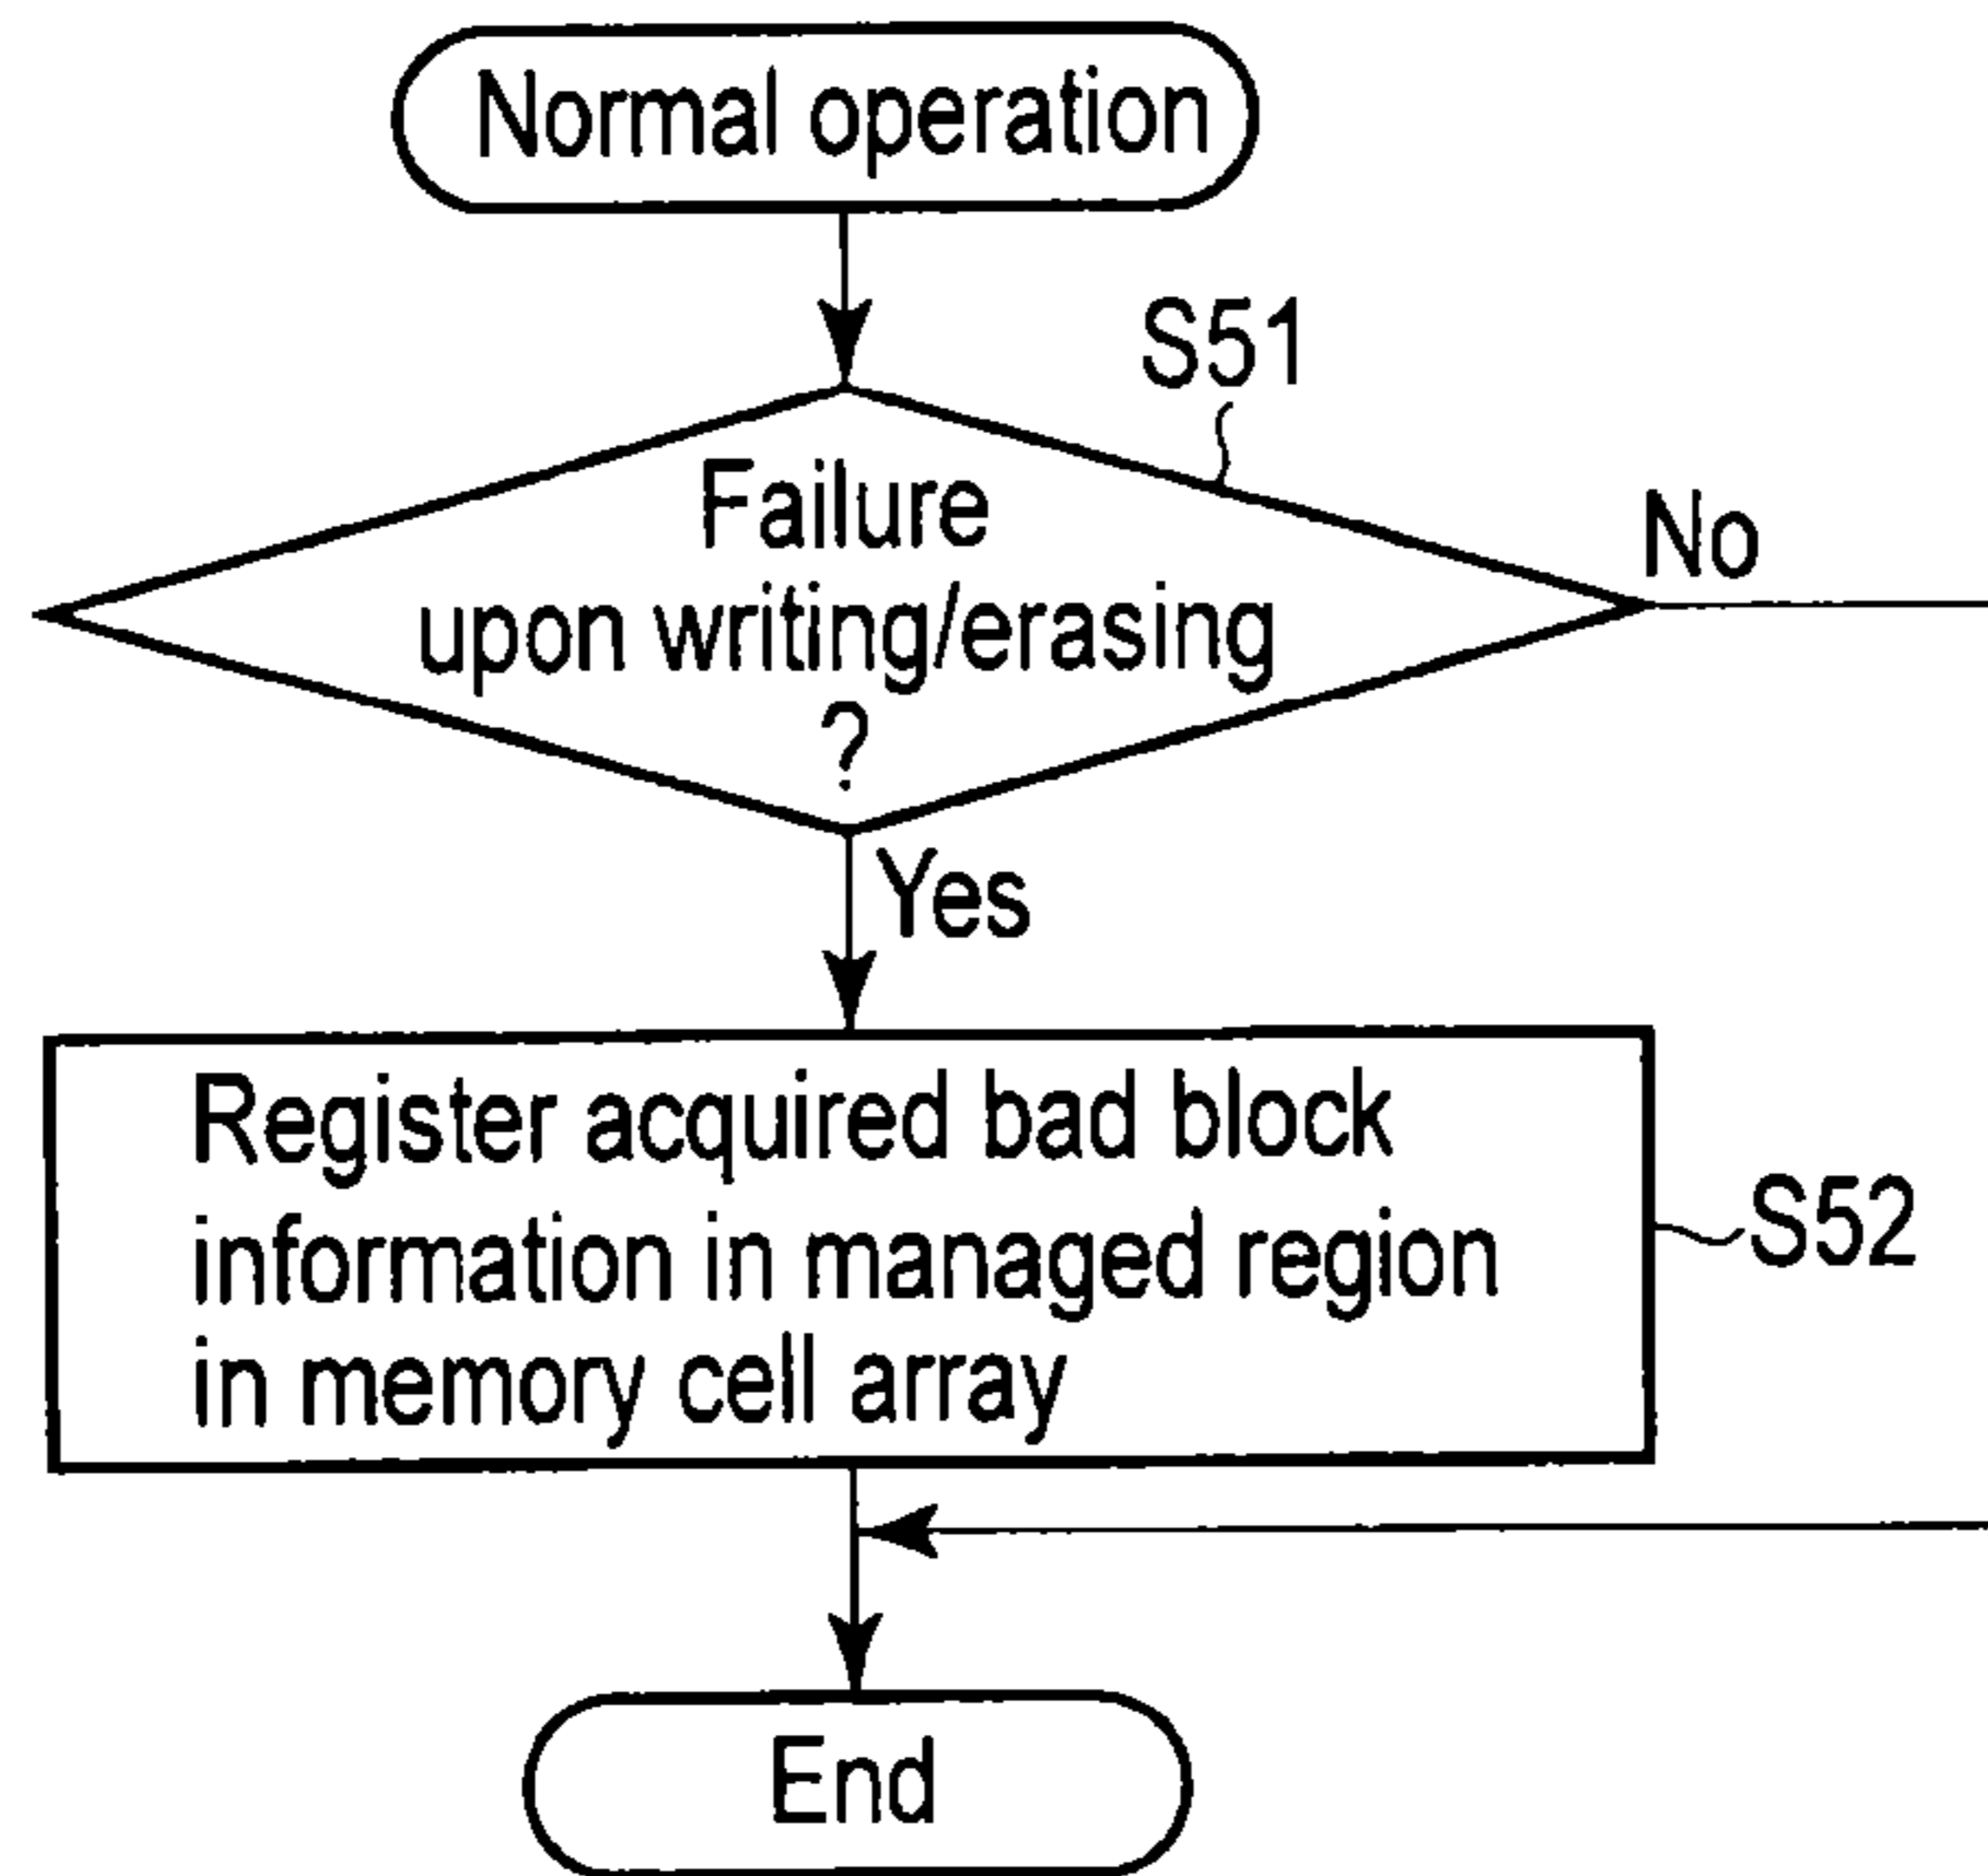 Normal operation
S51
Failure
upon writing/erasing
?
No
Yes
Register acquired bad block
information in managed region
in memory cell array
S52
End